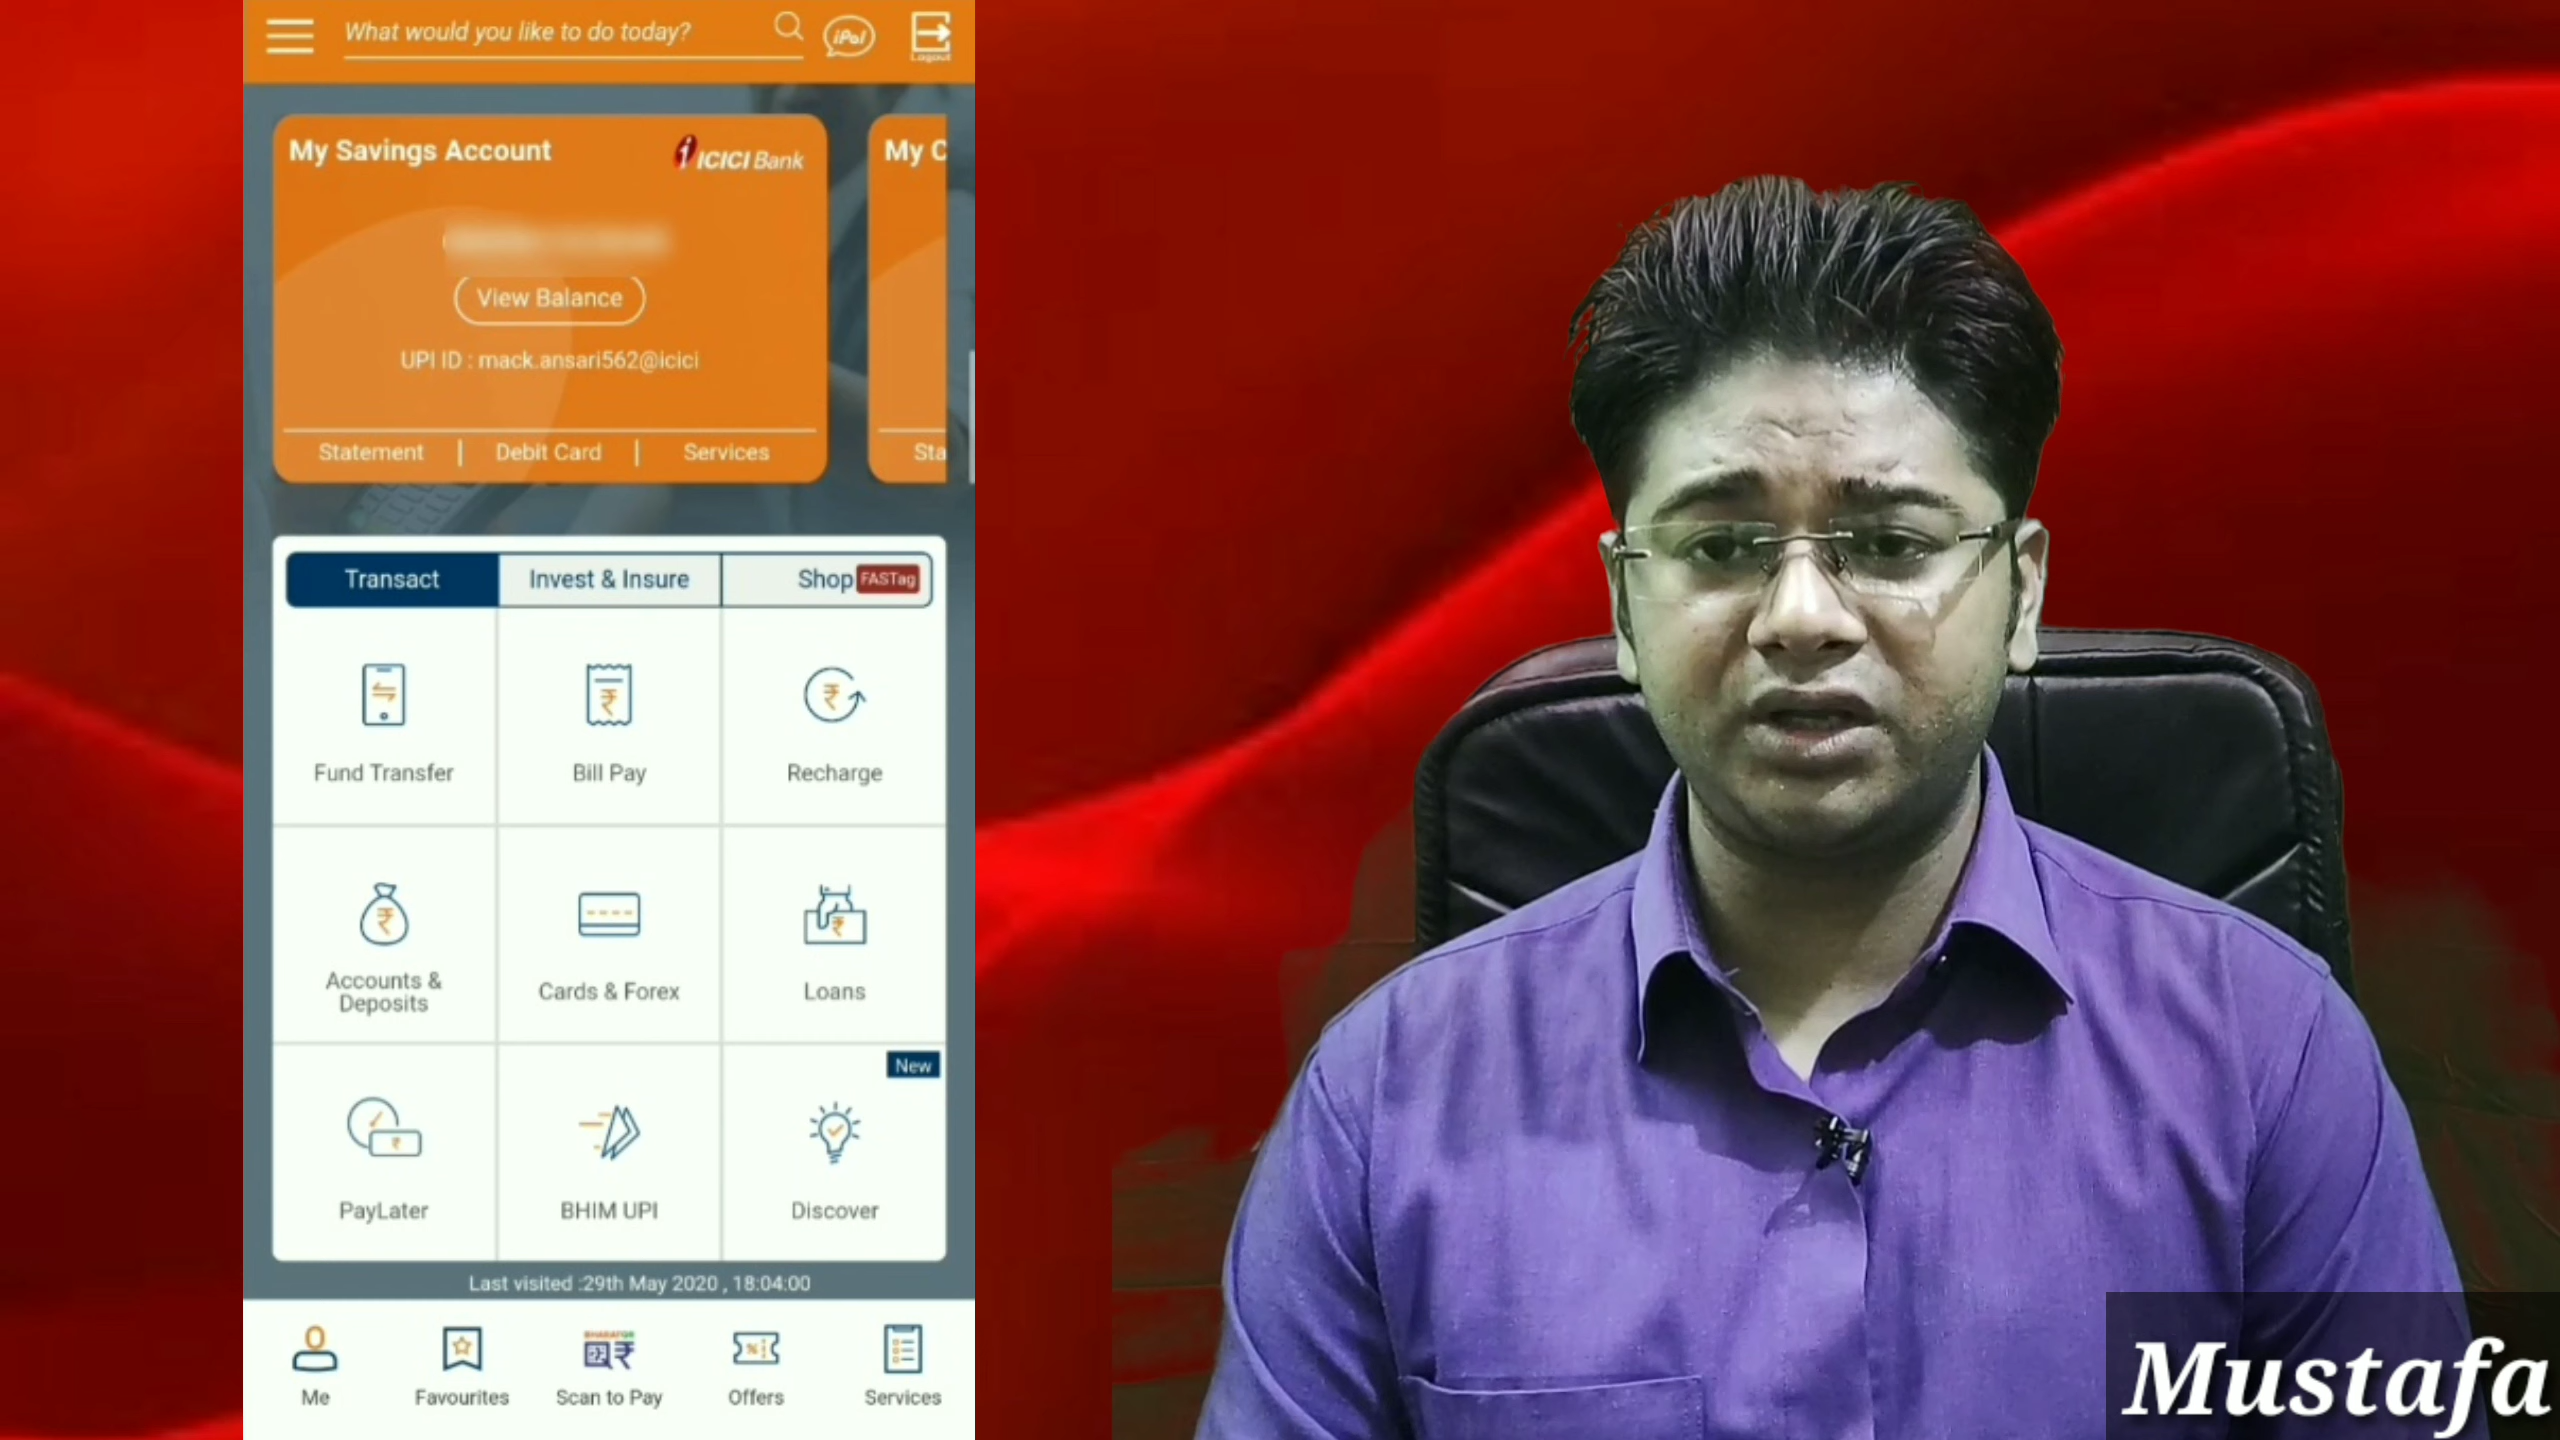 What would you like to do today?
iPal
Logout
My Savings Account
ICICI Bank
My C
View Balance
UPI ID : mack.ansari562@icici
Statement | Debit Card | Services
Sta
Transact
Invest & Insure
Shop FASTag
Fund Transfer
Bill Pay
Recharge
Accounts &
Deposits
Cards & Forex
Loans
New
PayLater
BHIM UPI
Discover
Last visited :29th May 2020 , 18:04:00
BHARATQR
Me
Favourites
Scan to Pay
Offers
Services
Mustafa